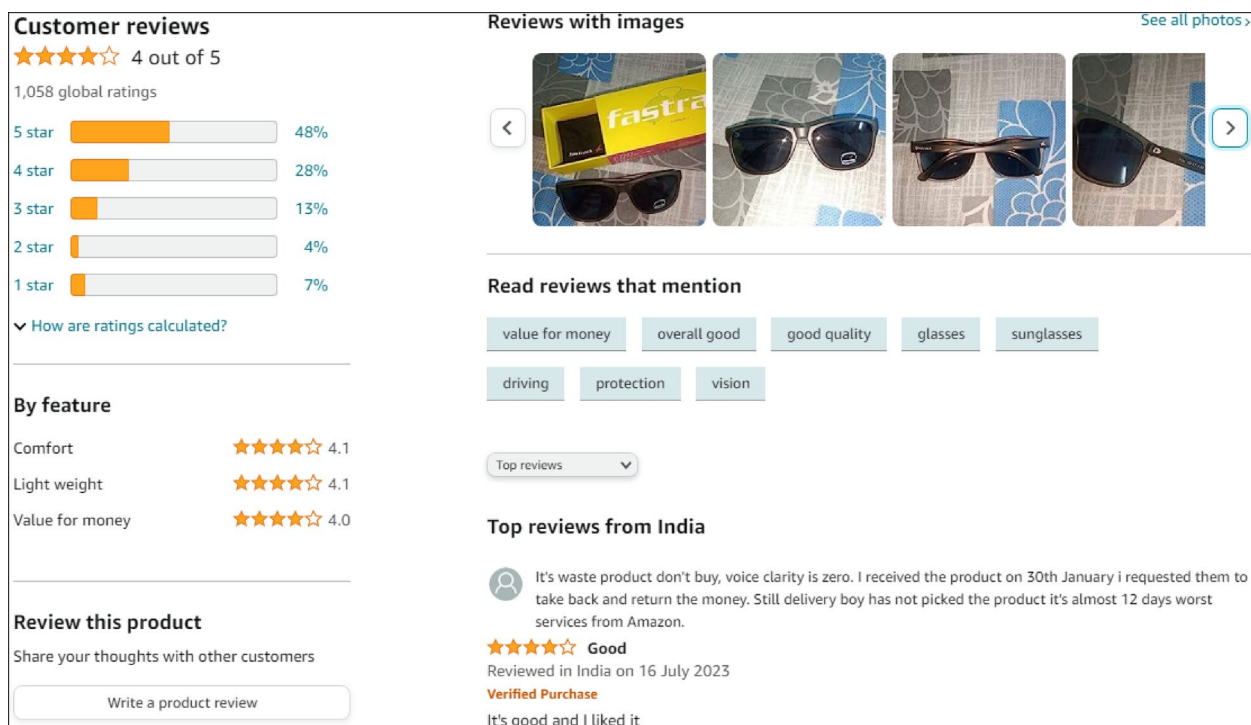 Customer reviews
4 out of 5
1,058 global ratings
5 star 48%
4 star 28%
3 star 13%
2 star 4%
1 star 7%
How are ratings calculated?
By feature
Comfort 4.1
Light weight 4.1
Value for money 4.0
Review this product
Share your thoughts with other customers
Write a product review
Reviews with images
See all photos
fastra
Read reviews that mention
value for money overall good good quality glasses sunglasses
driving protection vision
Top reviews
Top reviews from India
It's waste product don't buy, voice clarity is zero. I received the product on 30th January i requested them to
take back and return the money. Still delivery boy has not picked the product it's almost 12 days worst
services from Amazon.
Good
Reviewed in India on 16 July 2023
Verified Purchase
It's good and I liked it